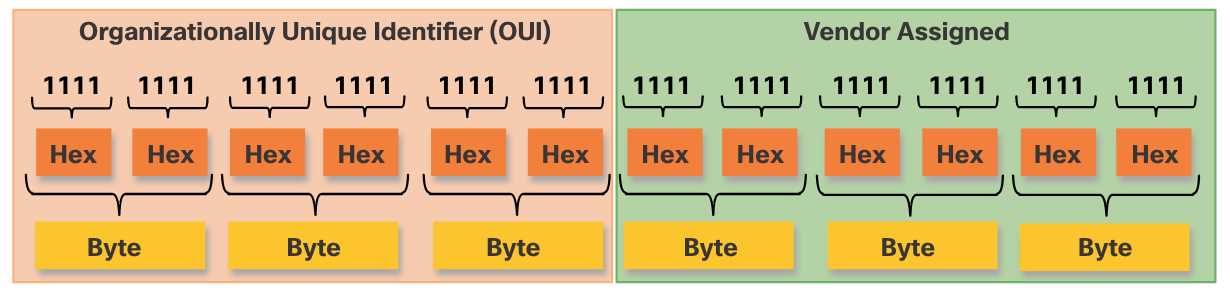 Organizationally Unique Identifier (OUI) Vendor Assigned
1111 1111 1111 1111 1111 1111 1111 1111 1111 1111 1111 1111
Hex Hex Hex Hex Hex Hex Hex Hex Hex Hex Hex Hex
Byte Byte Byte Byte Byte Byte